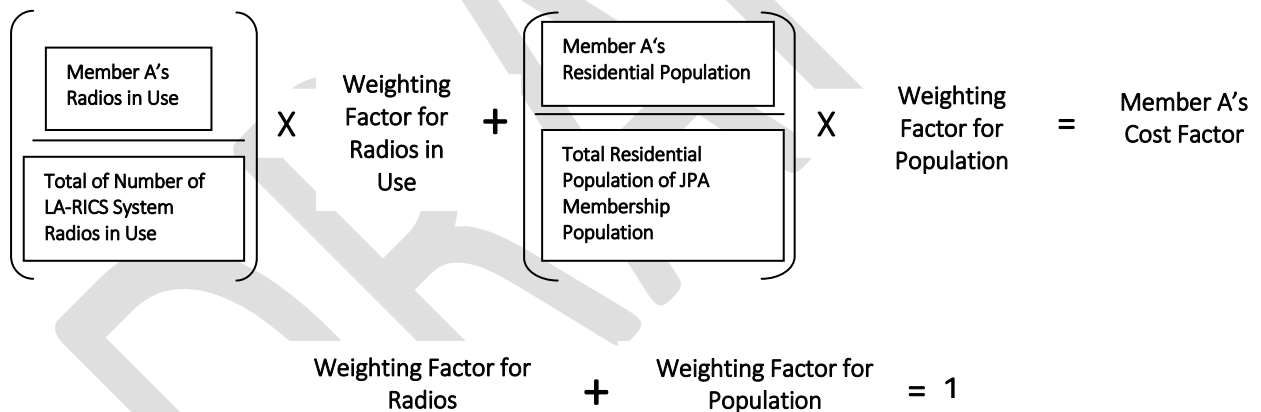 Member A's
Radios in Use
Total of Number of
LA-RICS System
Radios in Use
X
Weighting
Factor for
Radios in
Use
+
Member A‘s
Residential Population
Total Residential
Population of JPA
Membership
Population
X
Weighting
Factor for
Population
=
Member A’s
Cost Factor
Weighting Factor for
Radios
+
Weighting Factor for
Population
= 1